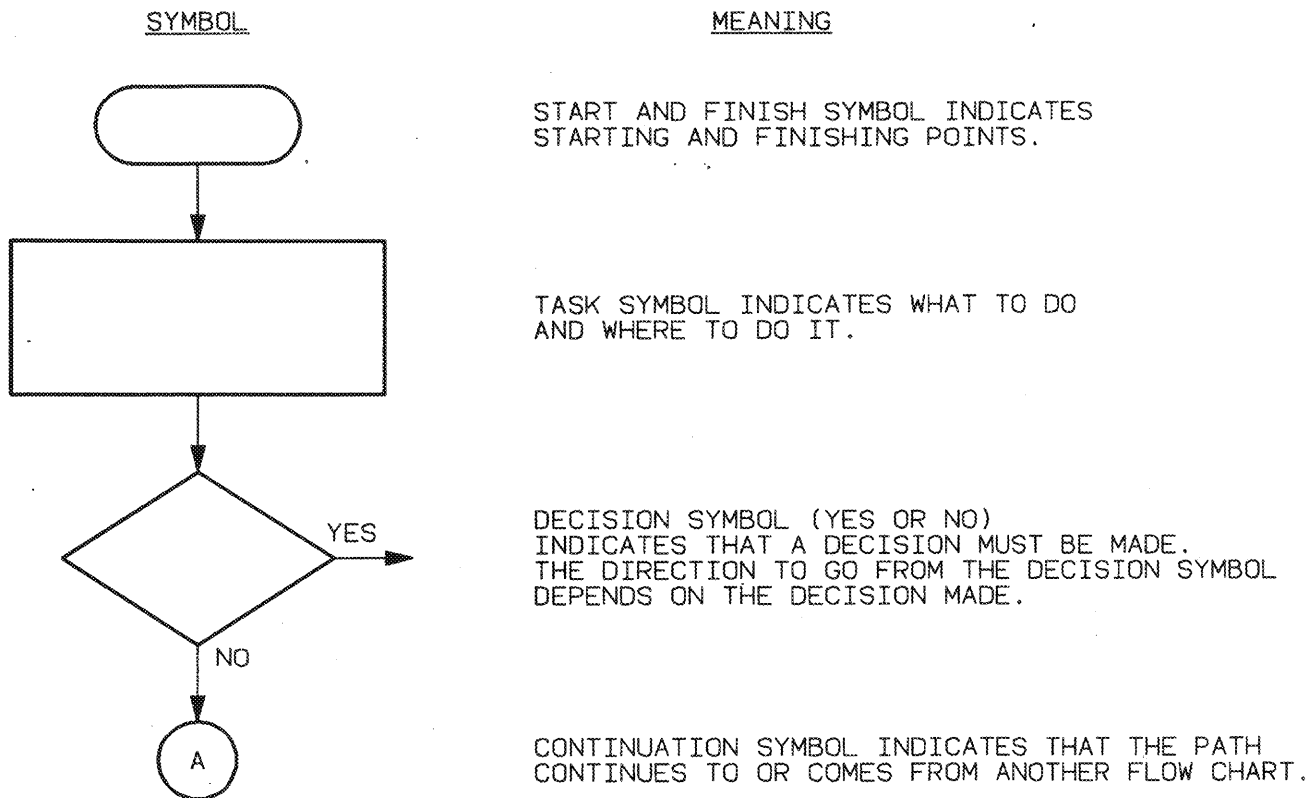 SYMBOL
MEANING
START AND FINISH SYMBOL INDICATES
STARTING AND FINISHING POINTS.
TASK SYMBOL INDICATES WHAT TO DO
AND WHERE TO DO IT.
YES
DECISION SYMBOL (YES OR NO)
INDICATES THAT A DECISION MUST BE MADE.
THE DIRECTION TO GO FROM THE DECISION SYMBOL
DEPENDS ON THE DECISION MADE.
NO
A
CONTINUATION SYMBOL INDICATES THAT THE PATH
CONTINUES TO OR COMES FROM ANOTHER FLOW CHART.